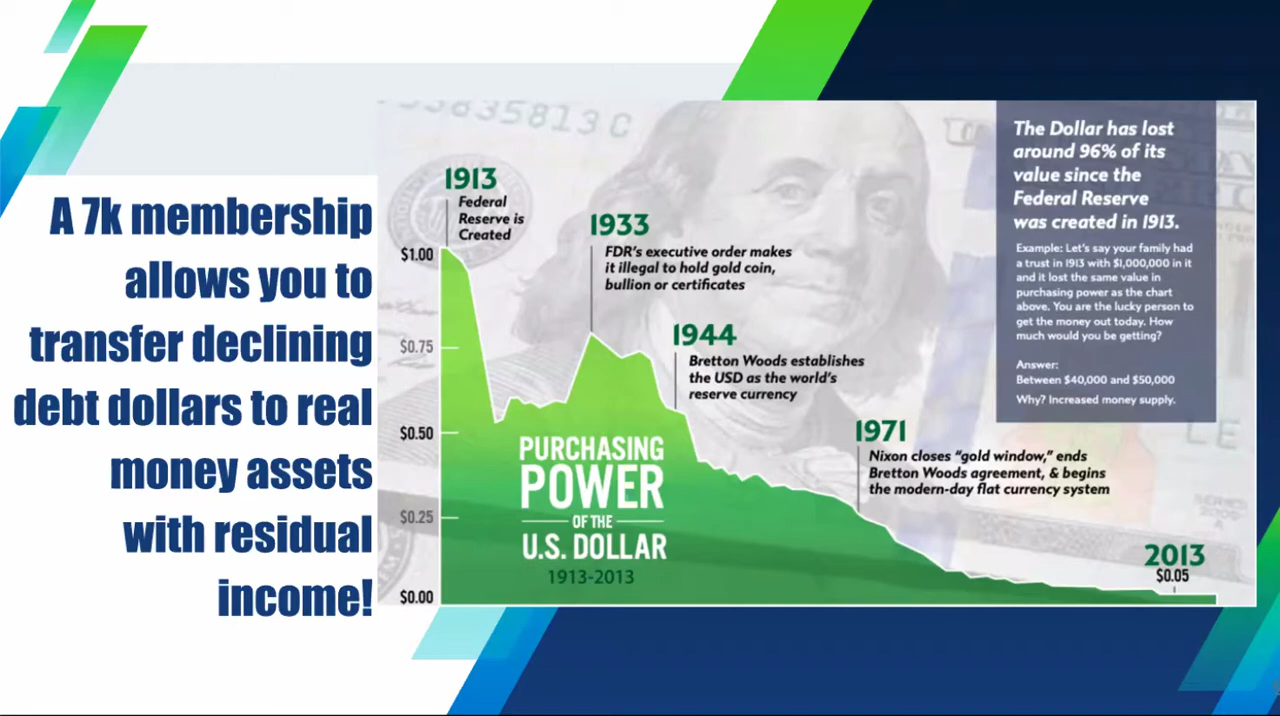 A 7k membership
allows you to
transfer declining
debt dollars to real
money assets
with residual
income!
1913
Federal
Reserve is
Created
1933
FDR's executive order makes
it illegal to hold gold coin,
bullion or certificates
1944
Bretton Woods establishes
the USD as the world's
reserve currency
1971
Nixon closes "gold window," ends
Bretton Woods agreement, & begins
the modern-day fiat currency system
2013
$0.05
$1.00
$0.75
$0.50
$0.25
$0.00
PURCHASING
POWER
OF THE
U.S. DOLLAR
1913-2013
The Dollar has lost
around 96% of its
value since the
Federal Reserve
was created in 1913.
Example: Let's say your family had
a trust in 1913 with $1,000,000 in it
and it lost the same value in
purchasing power as the chart
above. You are the lucky person to
get the money out today. How
much would you be getting?
Answer:
Between $40,000 and $50,000
Why? Increased money supply.